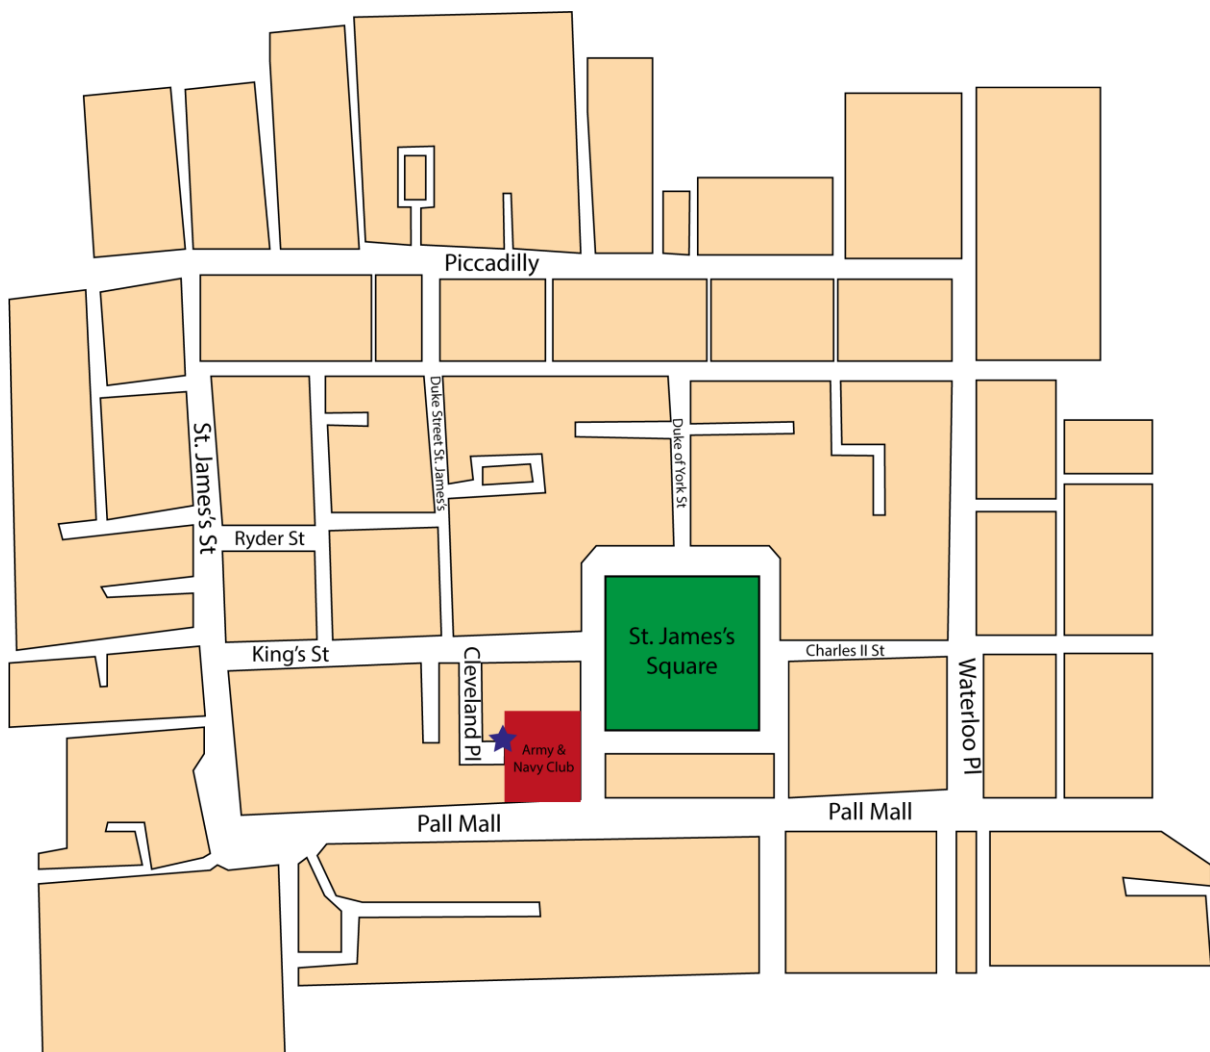 Piccadilly
Duke Street St. James's
St. James's St
Duke of York St
Ryder St
St. James's
Square
King's St
Cleveland Pl
Charles II St
Waterloo Pl
Army &
Navy Club
Pall Mall
Pall Mall